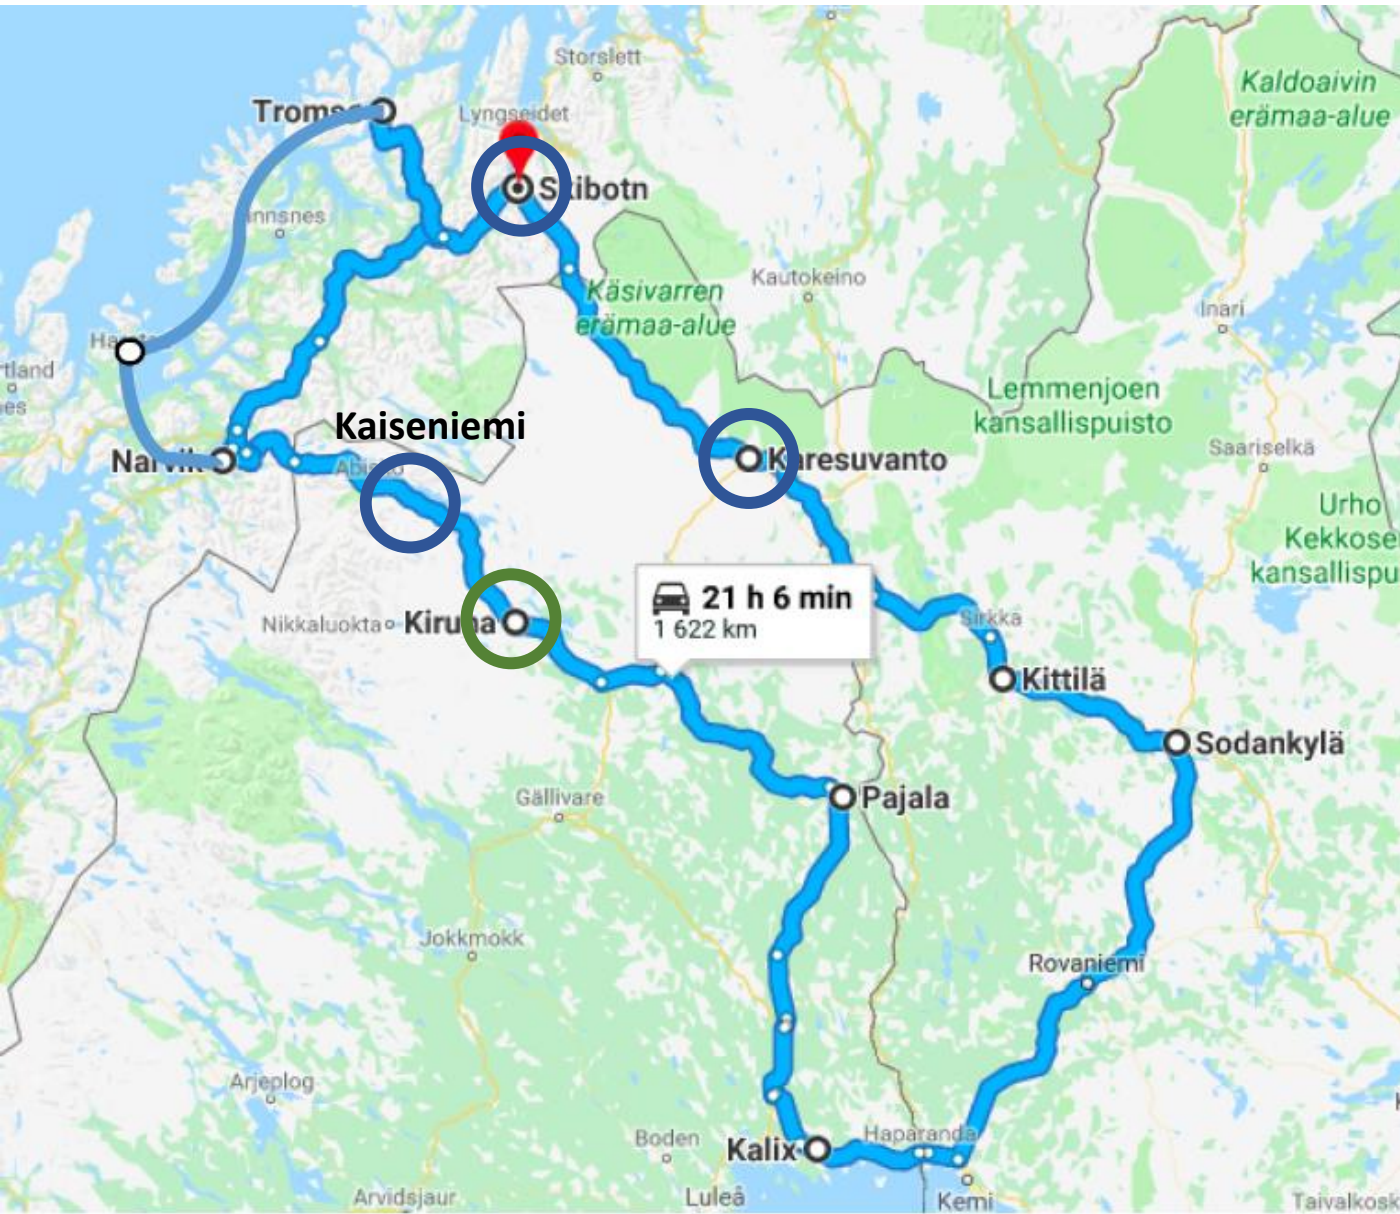 Storslett
Kaldoaivin
erämaa-alue
Lyngseidet
Skibotn
Kautokeino
Käsivarren
erämaa-alue
Inari
Lemmenjoen
kansallispuisto
Kaiseniemi
Saariselkä
Narvik
Karesuvanto
Urho
Kekkose
kansallispu
21 h 6 min
1 622 km
Sirkka
Nikkaluokta
Kiruna
Kittilä
Sodankylä
Gällivare
Pajala
Jokkmokk
Rovaniemi
Arjeplog
Boden
Kalix
Haparanda
Arvidsjaur
Luleå
Kemi
Taivalkosk